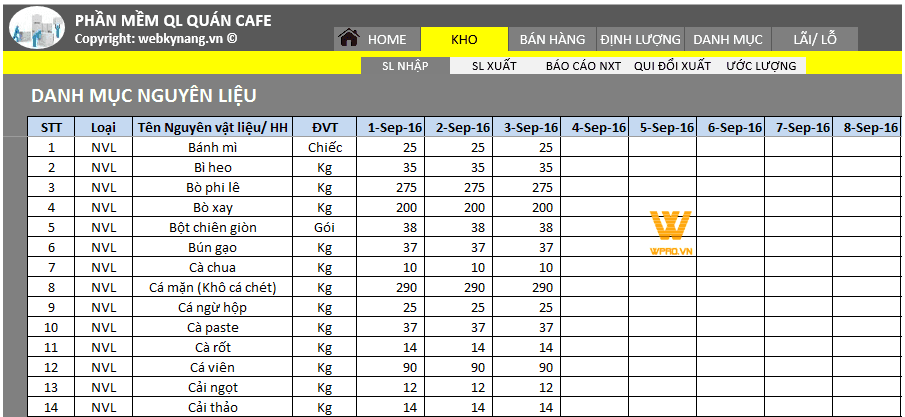 PHẦN MỀM QL QUÁN CAFE
Copyright: webkynang.vn ©
HOME KHO BÁN HÀNG ĐỊNH LƯỢNG DANH MỤC LÃI/ LỖ
SL NHẬP SL XUẤT BÁO CÁO NXT QUI ĐỔI XUẤT ƯỚC LƯỢNG
DANH MỤC NGUYÊN LIỆU
STT Loại Tên Nguyên vật liệu/ HH ĐVT 1-Sep-16 2-Sep-16 3-Sep-16 4-Sep-16 5-Sep-16 6-Sep-16 7-Sep-16 8-Sep-16
1 NVL Bánh mì Chiếc 25 25 25
2 NVL Bì heo Kg 35 35 35
3 NVL Bò phi lê Kg 275 275 275
4 NVL Bò xay Kg 200 200 200
5 NVL Bột chiên giòn Gói 38 38 38
6 NVL Bún gạo Kg 37 37 37
7 NVL Cà chua Kg 10 10 10
8 NVL Cá mặn (Khô cá chét) Kg 290 290 290
9 NVL Cá ngừ hộp Kg 25 25 25
10 NVL Cà paste Kg 37 37 37
11 NVL Cà rốt Kg 14 14 14
12 NVL Cá viên Kg 90 90 90
13 NVL Cải ngọt Kg 12 12 12
14 NVL Cải thảo Kg 14 14 14
WPRO.VN